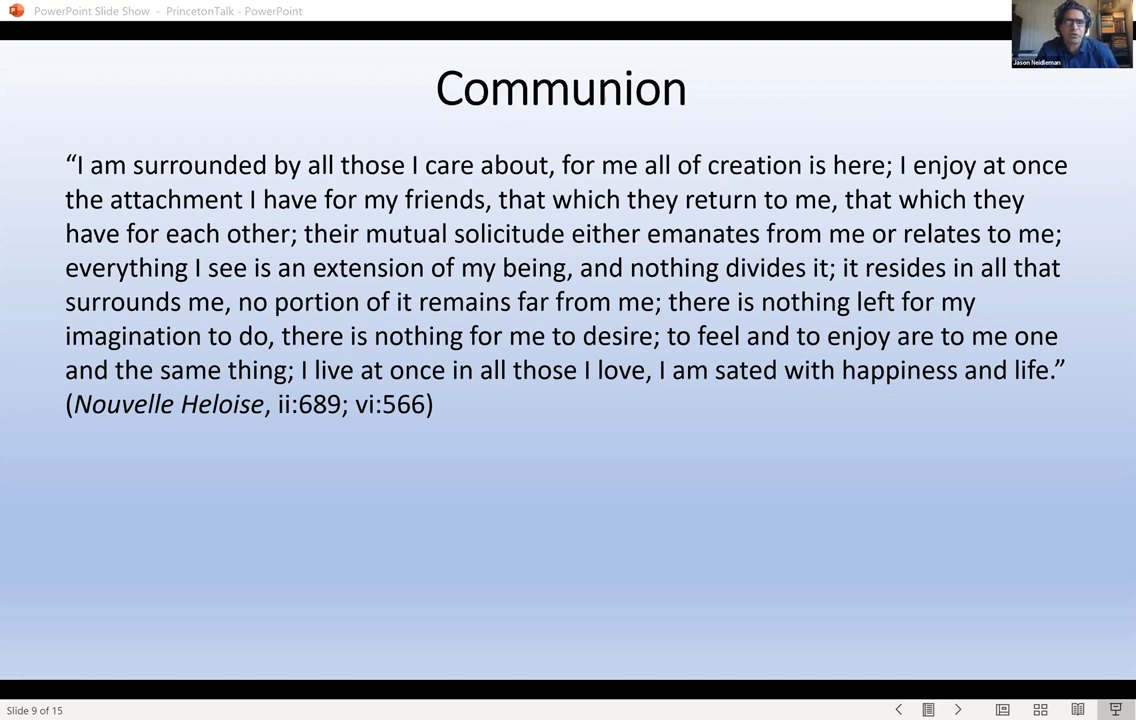 PowerPoint Slide Show - PrincetonTalk - PowerPoint
Jason Neidleman
Communion
“I am surrounded by all those I care about, for me all of creation is here; I enjoy at once
the attachment I have for my friends, that which they return to me, that which they
have for each other; their mutual solicitude either emanates from me or relates to me;
everything I see is an extension of my being, and nothing divides it; it resides in all that
surrounds me, no portion of it remains far from me; there is nothing left for my
imagination to do, there is nothing for me to desire; to feel and to enjoy are to me one
and the same thing; I live at once in all those I love, I am sated with happiness and life.”
(Nouvelle Heloise, ii:689; vi:566)
Slide 9 of 15